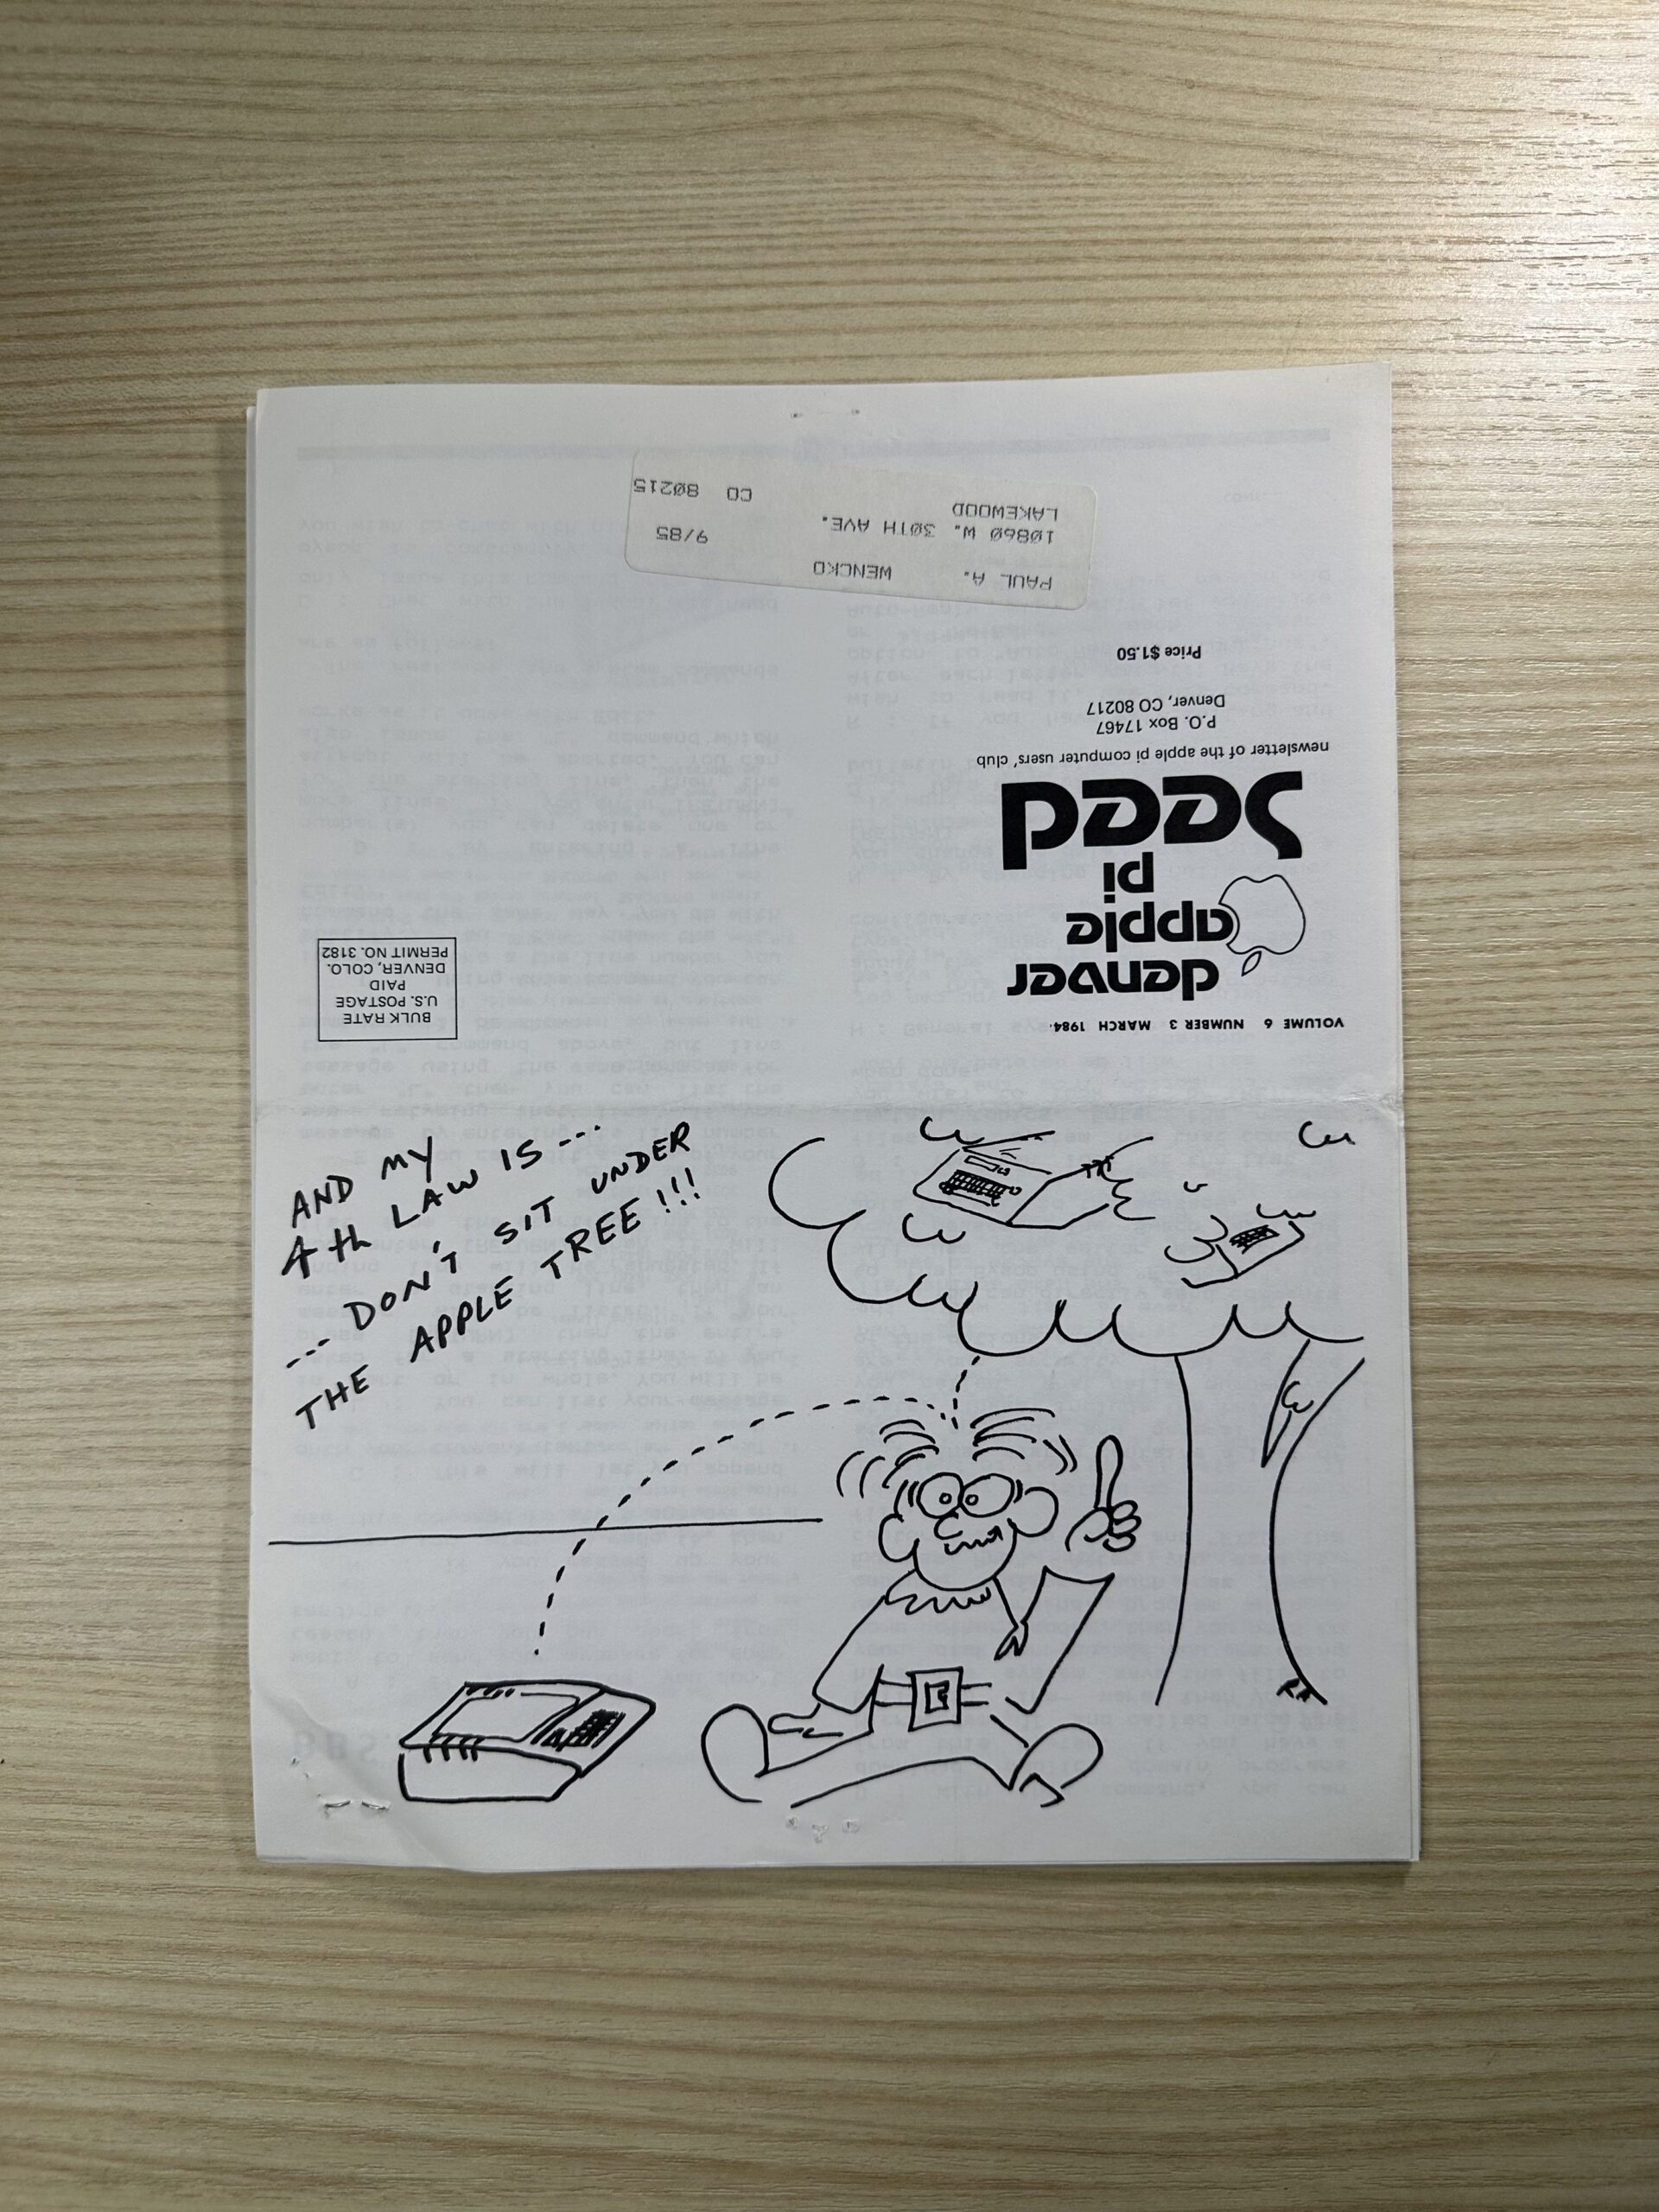 AND MY
4th LAW IS ---
--- DON'T SIT UNDER
THE APPLE TREE!!!
E
VOLUME 6 NUMBER 3 MARCH 1984
denver
apple
pi
seed
newsletter of the apple pi computer users' club
P.O. Box 17467
Denver, CO 80217
Price $1.50
BULK RATE
U.S. POSTAGE
PAID
DENVER, COLO.
PERMIT NO. 3182
PAUL A. WENCKO
10860 W. 30TH AVE. 9/85
LAKEWOOD CO 80215